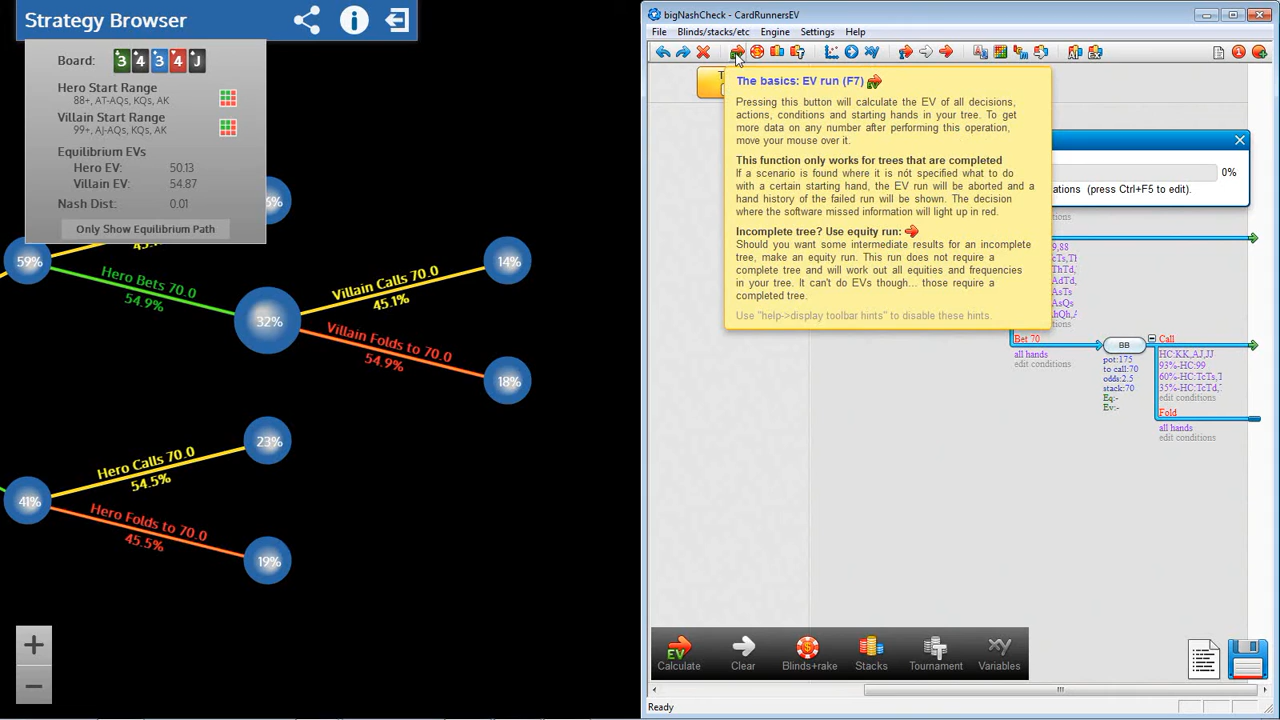 Strategy Browser
Board: 3 4 3 4 J
Hero Start Range
88+, AT-AQs, KQs, AK
Villain Start Range
99+, AJ-AQs, KQs, AK
Equilibrium EVs
Hero EV: 50.13
Villain EV: 54.87
Nash Dist: 0.01
Only Show Equilibrium Path
59%
Hero Bets 70.0
54.9%
32%
Villain Calls 70.0
45.1%
14%
Villain Folds to 70.0
54.9%
18%
41%
Hero Calls 70.0
54.5%
23%
Hero Folds to 70.0
45.5%
19%
+
−
bigNashCheck - CardRunnersEV
File Blinds/stacks/etc Engine Settings Help
The basics: EV run (F7)
Pressing this button will calculate the EV of all decisions,
actions, conditions and starting hands in your tree. To get
more data on any number after performing this operation,
move your mouse over it.
This function only works for trees that are completed
If a scenario is found where it is not specified what to do
with a certain starting hand, the EV run will be aborted and a
hand history of the failed run will be shown. The decision
where the software missed information will light up in red.
Incomplete tree? Use equity run:
Should you want some intermediate results for an incomplete
tree, make an equity run. This run does not require a
complete tree and will work out all equities and frequencies
in your tree. It can't do EVs though... those require a
completed tree.
Use "help->display toolbar hints" to disable these hints.
0%
ations (press Ctrl+F5 to edit).
Bet 70
all hands
edit conditions
BB
pot:175
to call:70
odds:2.5
stack:70
Eq:-
Ev:-
Call
HC:KK,AJ,JJ
93%-HC:99
60%-HC:TcTs,T
35%-HC:TcTd,
edit conditions
Fold
all hands
edit conditions
Calculate Clear Blinds+rake Stacks Tournament Variables
Ready